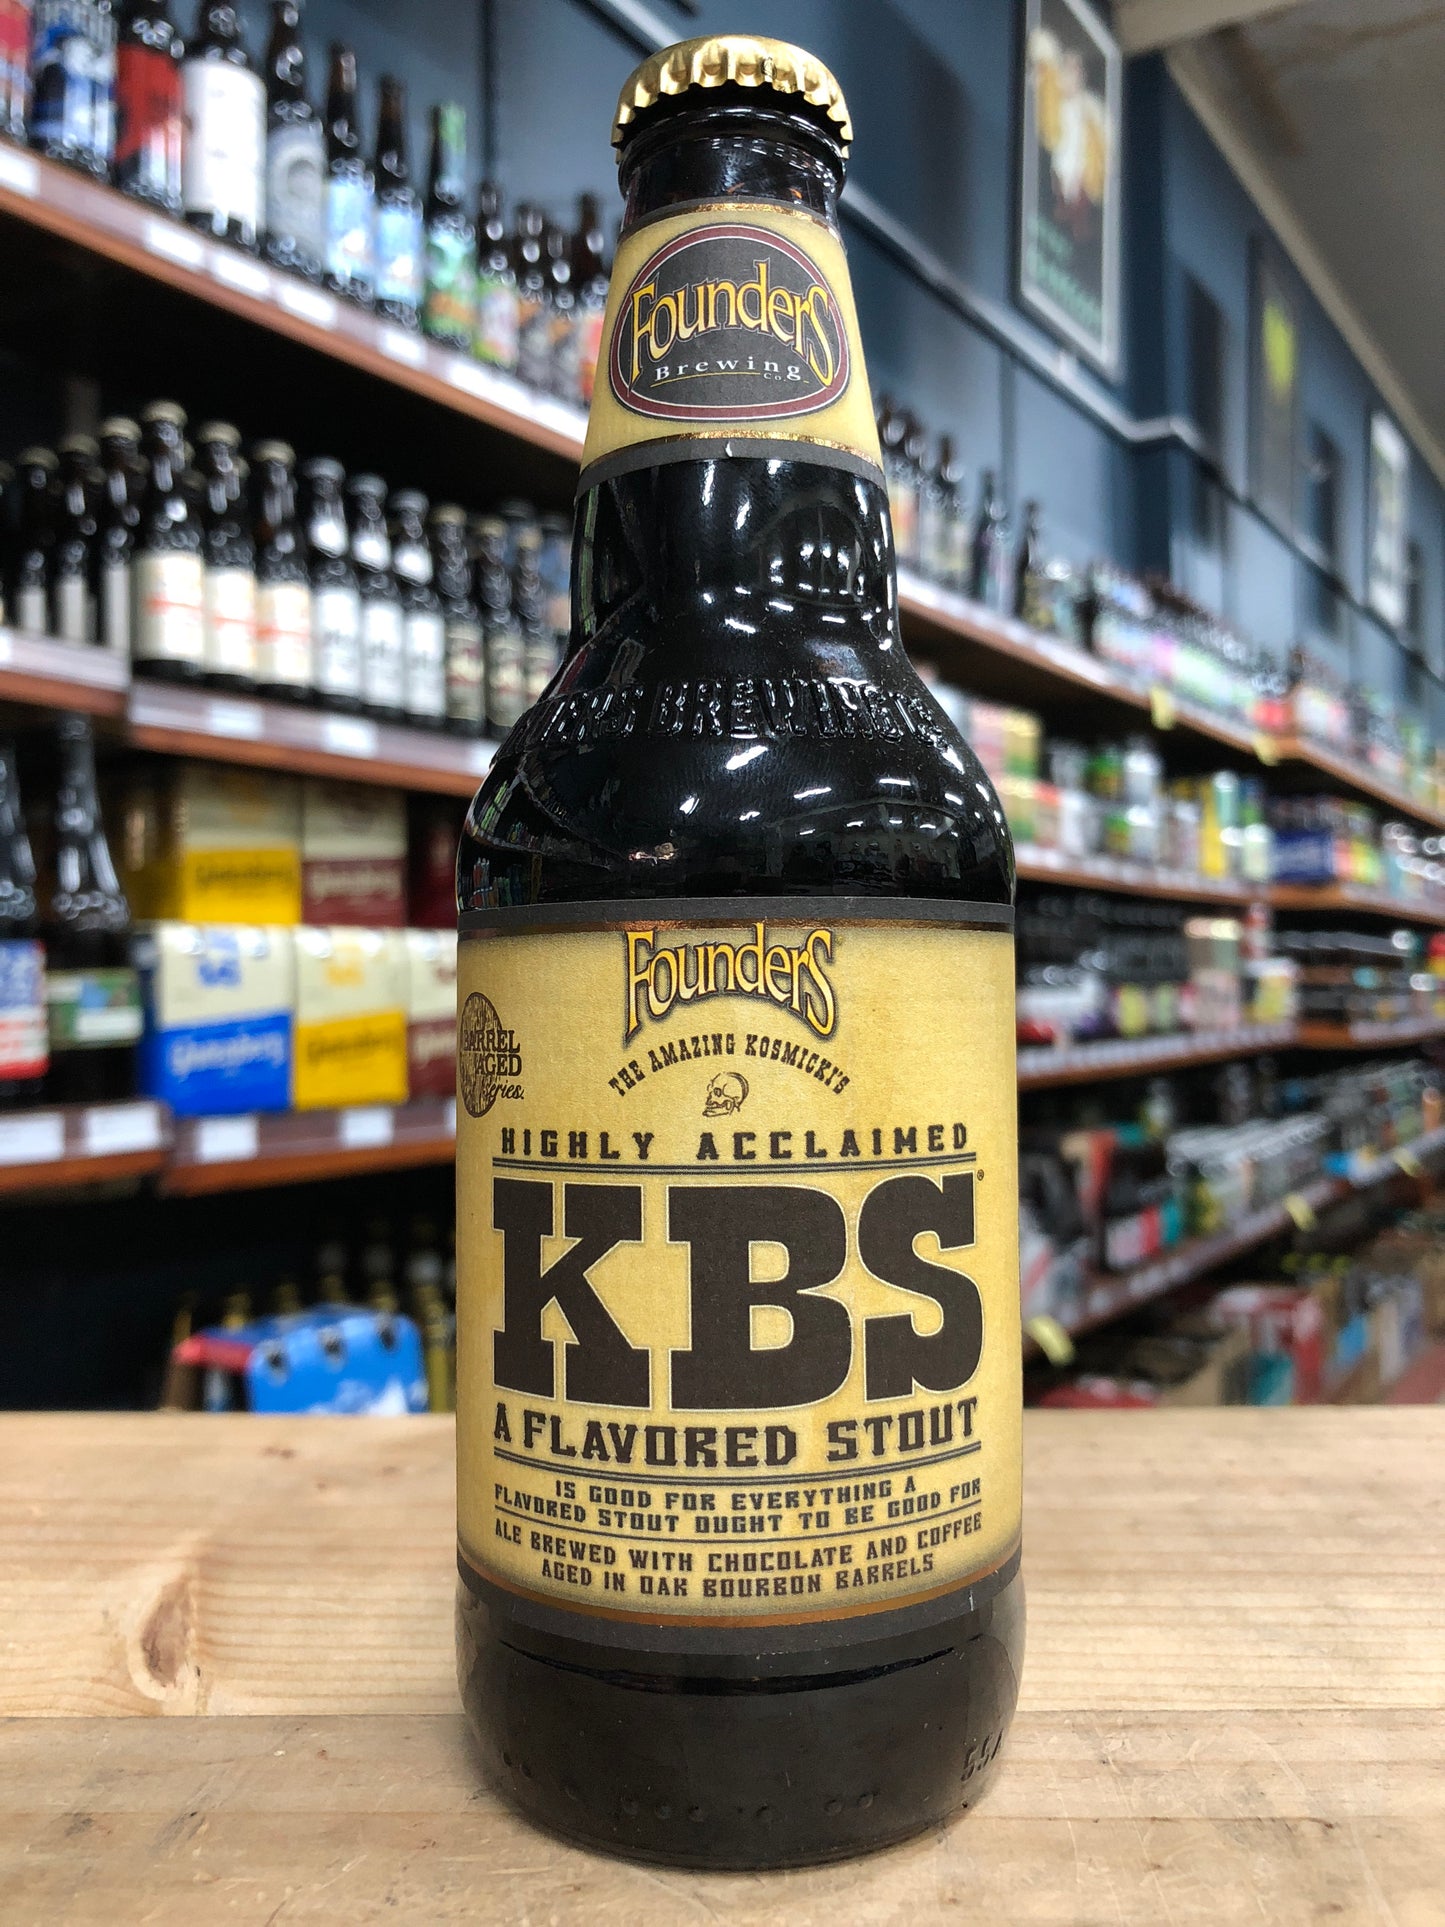 Founders
Brewing
Co.
BREWING
Founders
BARREL
AGED
Series.
THE AMAZING KOSMICKI'S
HIGHLY ACCLAIMED
KBS®
A FLAVORED STOUT
IS GOOD FOR EVERYTHING A
FLAVORED STOUT OUGHT TO BE GOOD FOR
ALE BREWED WITH CHOCOLATE AND COFFEE
AGED IN OAK BOURBON BARRELS